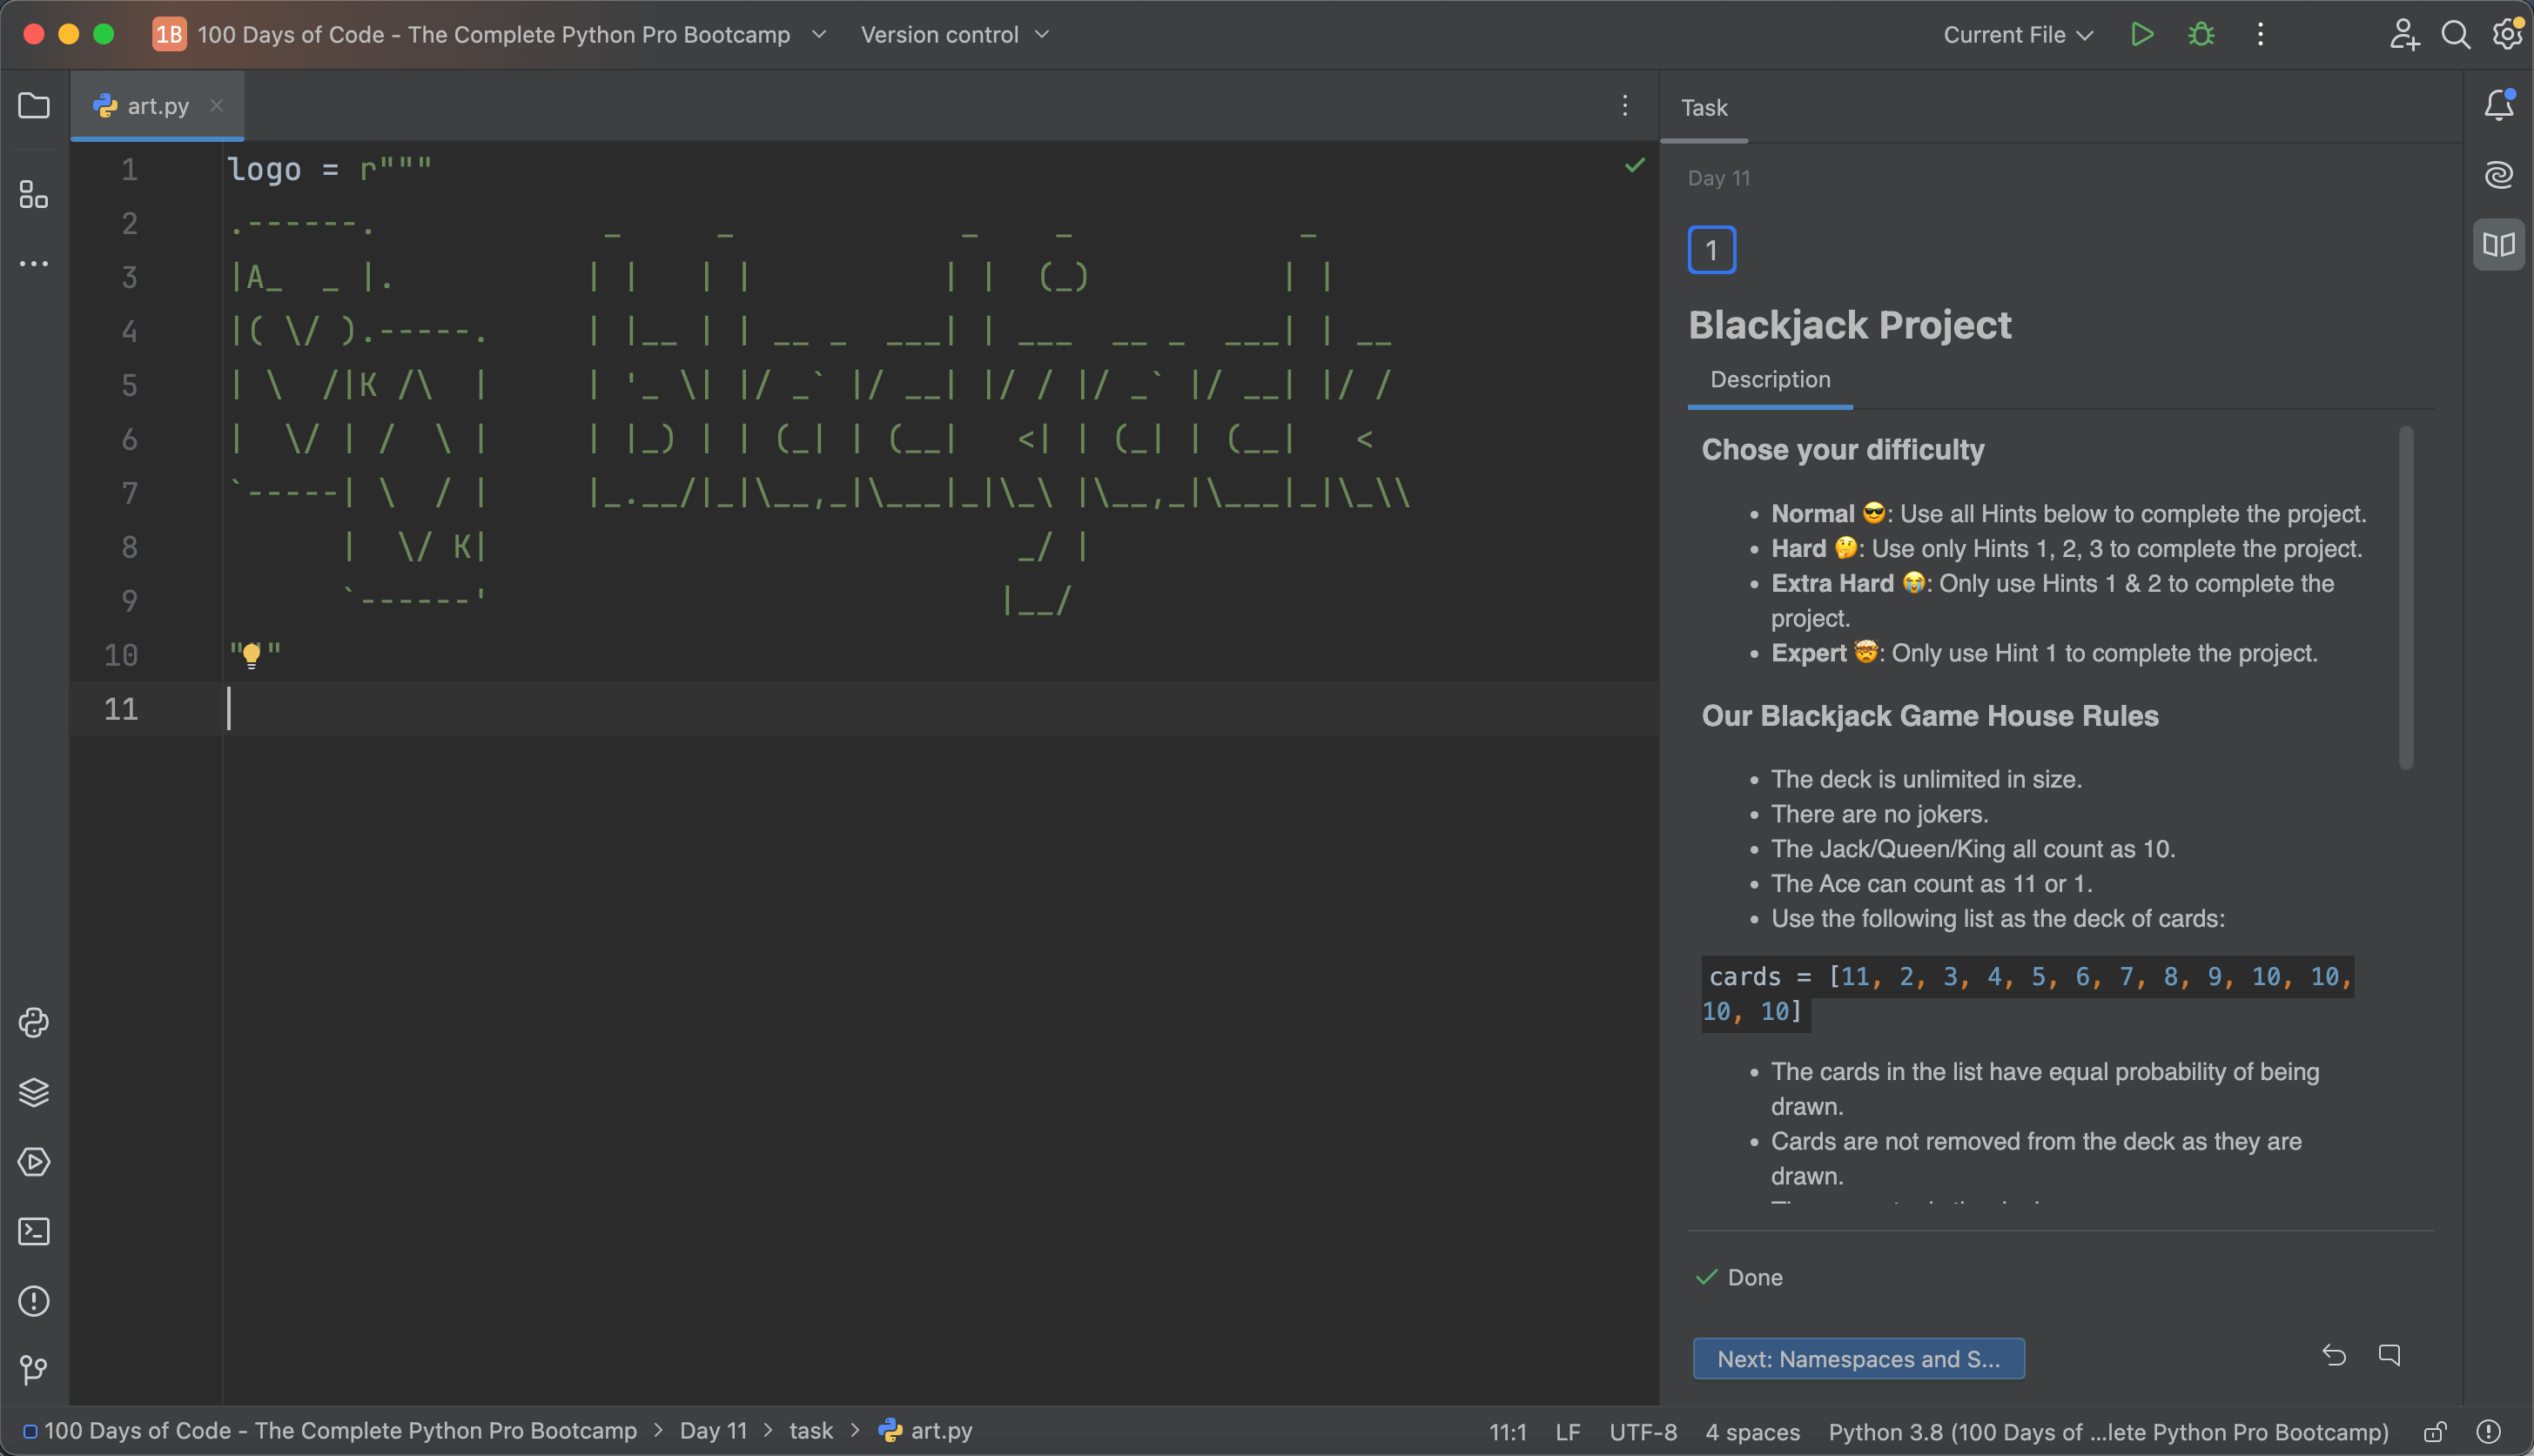 1B 100 Days of Code - The Complete Python Pro Bootcamp Version control Current File
art.py
1 logo = r"""
2 .------.               _     _            _    _            _
3 |A_  _ |.          | |   | |          | |  (_)          | |
4 |( \/ ).-----.     | |__ | | __ _  ___| | ___  __ _  ___| | __
5 | \  /|K /\  |     | '_ \| |/ _` |/ __| |/ / |/ _` |/ __| |/ /
6 |  \/ | /  \ |     | |_) | | (_| | (__|   <| | (_| | (__|   <
7 `-----| \  / |     |_.__/|_|\__,_|\___|_|\_\ |\__,_|\___|_|\_\\
8       |  \/ K|                            _/ |
9       `------'                           |__/
10 """
11
Task
Day 11
1
Blackjack Project
Description
Chose your difficulty
• Normal 😎: Use all Hints below to complete the project.
• Hard 🤔: Use only Hints 1, 2, 3 to complete the project.
• Extra Hard 😭: Only use Hints 1 & 2 to complete the
project.
• Expert 🤯: Only use Hint 1 to complete the project.
Our Blackjack Game House Rules
• The deck is unlimited in size.
• There are no jokers.
• The Jack/Queen/King all count as 10.
• The Ace can count as 11 or 1.
• Use the following list as the deck of cards:
cards = [11, 2, 3, 4, 5, 6, 7, 8, 9, 10, 10,
10, 10]
• The cards in the list have equal probability of being
drawn.
• Cards are not removed from the deck as they are
drawn.
Done
Next: Namespaces and S...
100 Days of Code - The Complete Python Pro Bootcamp > Day 11 > task > art.py
11:1 LF UTF-8 4 spaces Python 3.8 (100 Days of ...lete Python Pro Bootcamp)